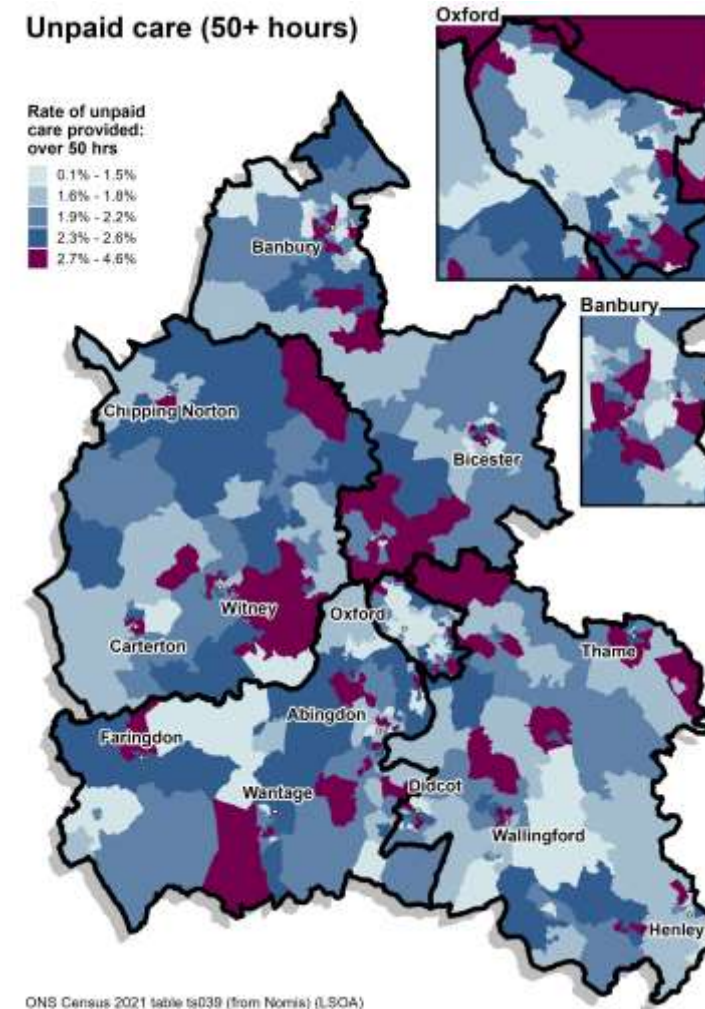 Unpaid care (50+ hours)
Oxford
Rate of unpaid
care provided:
over 50 hrs
0.1% - 1.5%
1.6% - 1.8%
1.9% - 2.2%
2.3% - 2.6%
2.7% - 4.6%
Banbury
Banbury
Chipping Norton
Bicester
Witney
Oxford
Carterton
Thame
Abingdon
Faringdon
Wantage
Didcot
Wallingford
Henley
ONS Census 2021 table ts039 (from Nomis) (LSOA)